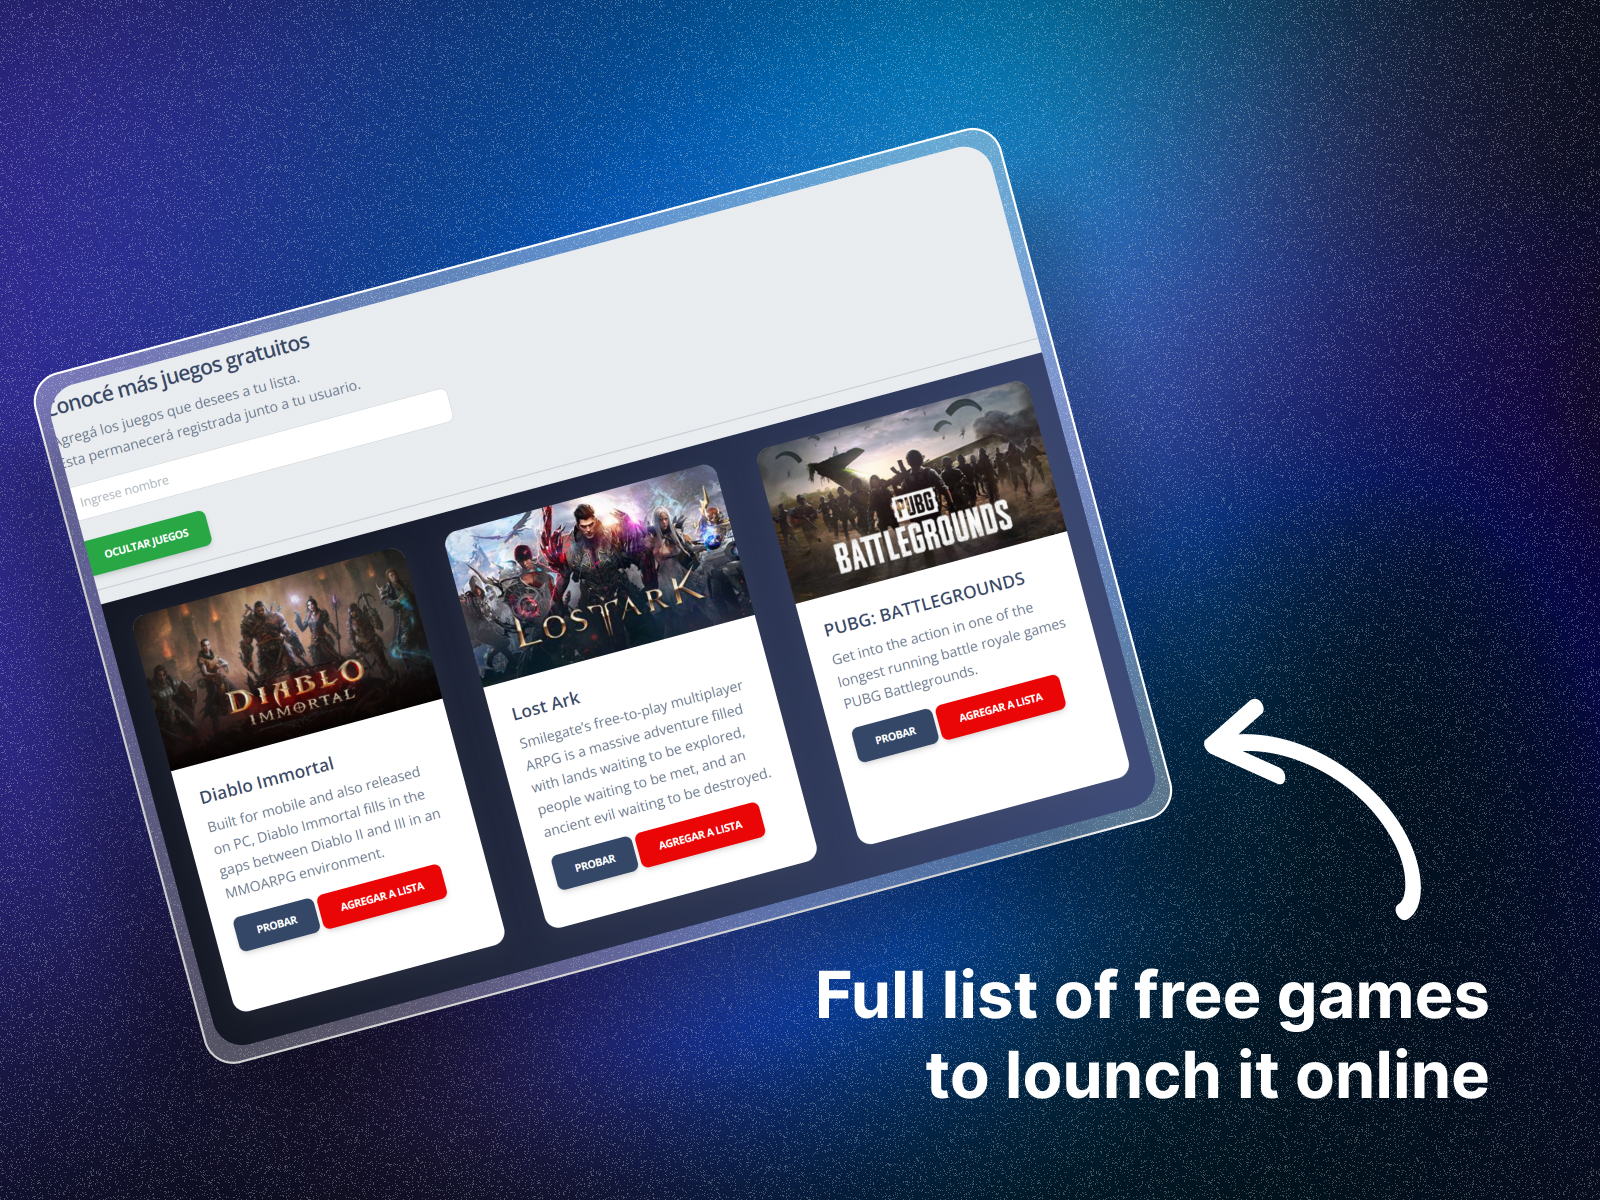 Conocé más juegos gratuitos
Agregá los juegos que desees a tu lista.
Esta permanecerá registrada junto a tu usuario.
Ingrese nombre
OCULTAR JUEGOS
DIABLO
IMMORTAL
Diablo Immortal
Built for mobile and also released
on PC, Diablo Immortal fills in the
gaps between Diablo II and III in an
MMOARPG environment.
PROBAR
AGREGAR A LISTA
LOST ARK
Lost Ark
Smilegate's free-to-play multiplayer
ARPG is a massive adventure filled
with lands waiting to be explored,
people waiting to be met, and an
ancient evil waiting to be destroyed.
PROBAR
AGREGAR A LISTA
PUBG
BATTLEGROUNDS
PUBG: BATTLEGROUNDS
Get into the action in one of the
longest running battle royale games
PUBG Battlegrounds.
PROBAR
AGREGAR A LISTA
Full list of free games
to lounch it online